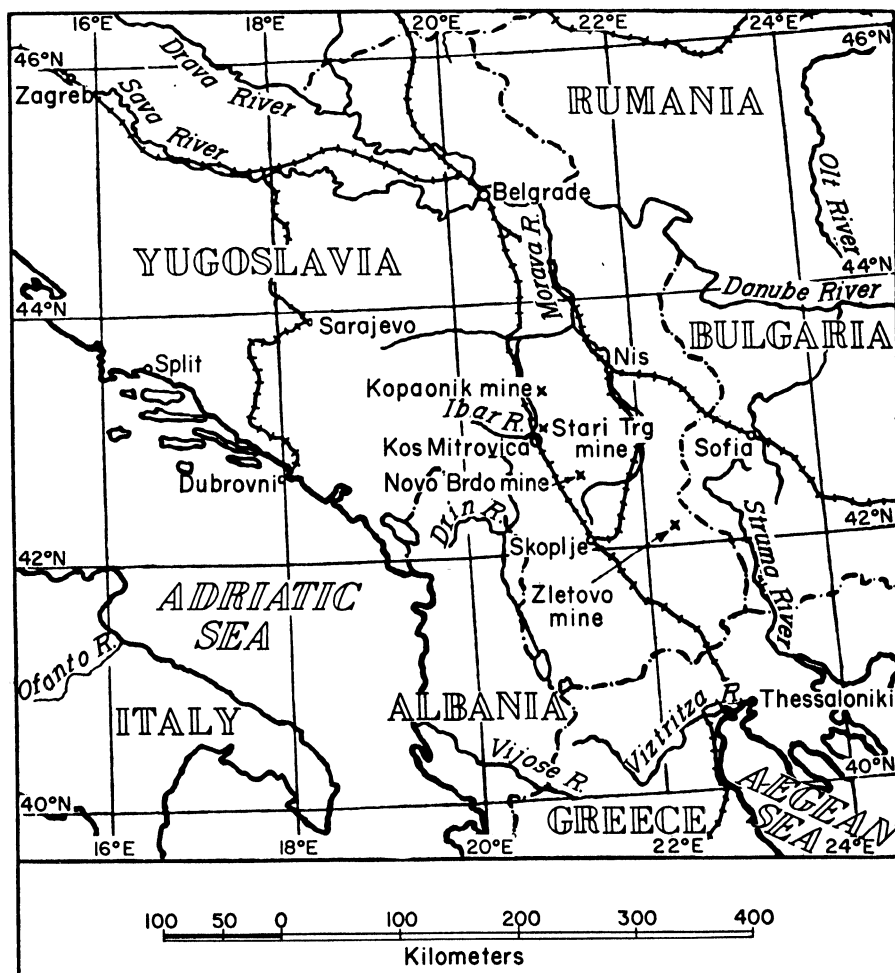 16°E 18°E 20°E 22°E 24°E
46°N 46°N
Zagreb
Drava River
Sava River
RUMANIA
Olt River
Belgrade
YUGOSLAVIA
Morava R.
44°N
Danube River
44°N
Sarajevo
BULGARIA
Split
Nis
Kopaonik mine
Ibar R.
Stari Trg
mine
Kos Mitrovica
Sofia
Novo Brdo mine
Dubrovni
Drin R.
Struma River
42°N
42°N
Skoplje
Zletovo
mine
ADRIATIC
SEA
Ofanto R.
ITALY
ALBANIA
Thessaloniki
Viztritza R.
Vijose R.
40°N
40°N
GREECE
AEGEAN
SEA
16°E 18°E 20°E 22°E 24°E
100 50 0 100 200 300 400
Kilometers